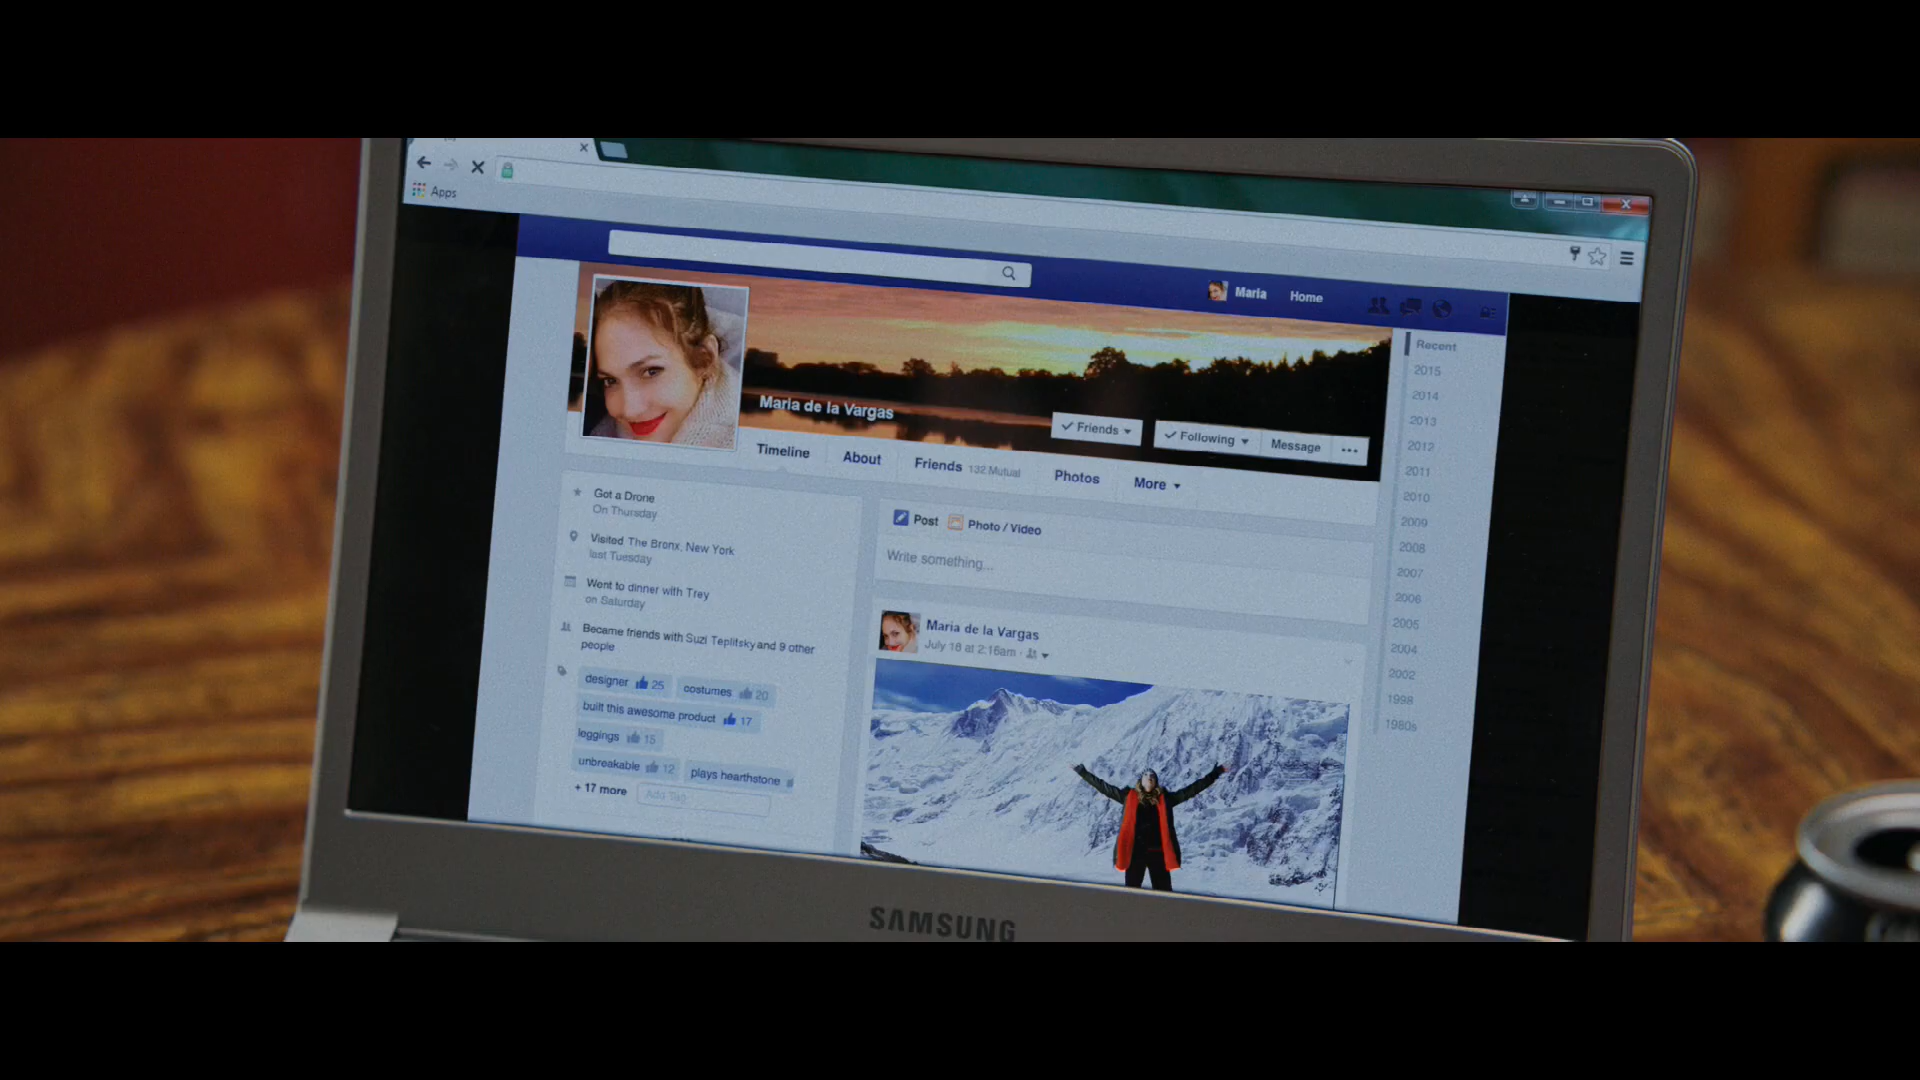 Apps
Maria
Home
Maria de la Vargas
Friends
Following
Message
Timeline
About
Friends 132 Mutual
Photos
More
Recent
2015
2014
2013
2012
2011
2010
2009
2008
2007
2006
2005
2004
2002
1998
1980s
Got a Drone
On Thursday
Visited The Bronx, New York
last Tuesday
Went to dinner with Trey
on Saturday
Became friends with Suzi Teplitsky and 9 other
people
designer 25
costumes 20
built this awesome product 17
leggings 15
unbreakable 12
plays hearthstone
+ 17 more
Add Tag
Post
Photo / Video
Write something...
Maria de la Vargas
July 18 at 2:16am
SAMSUNG